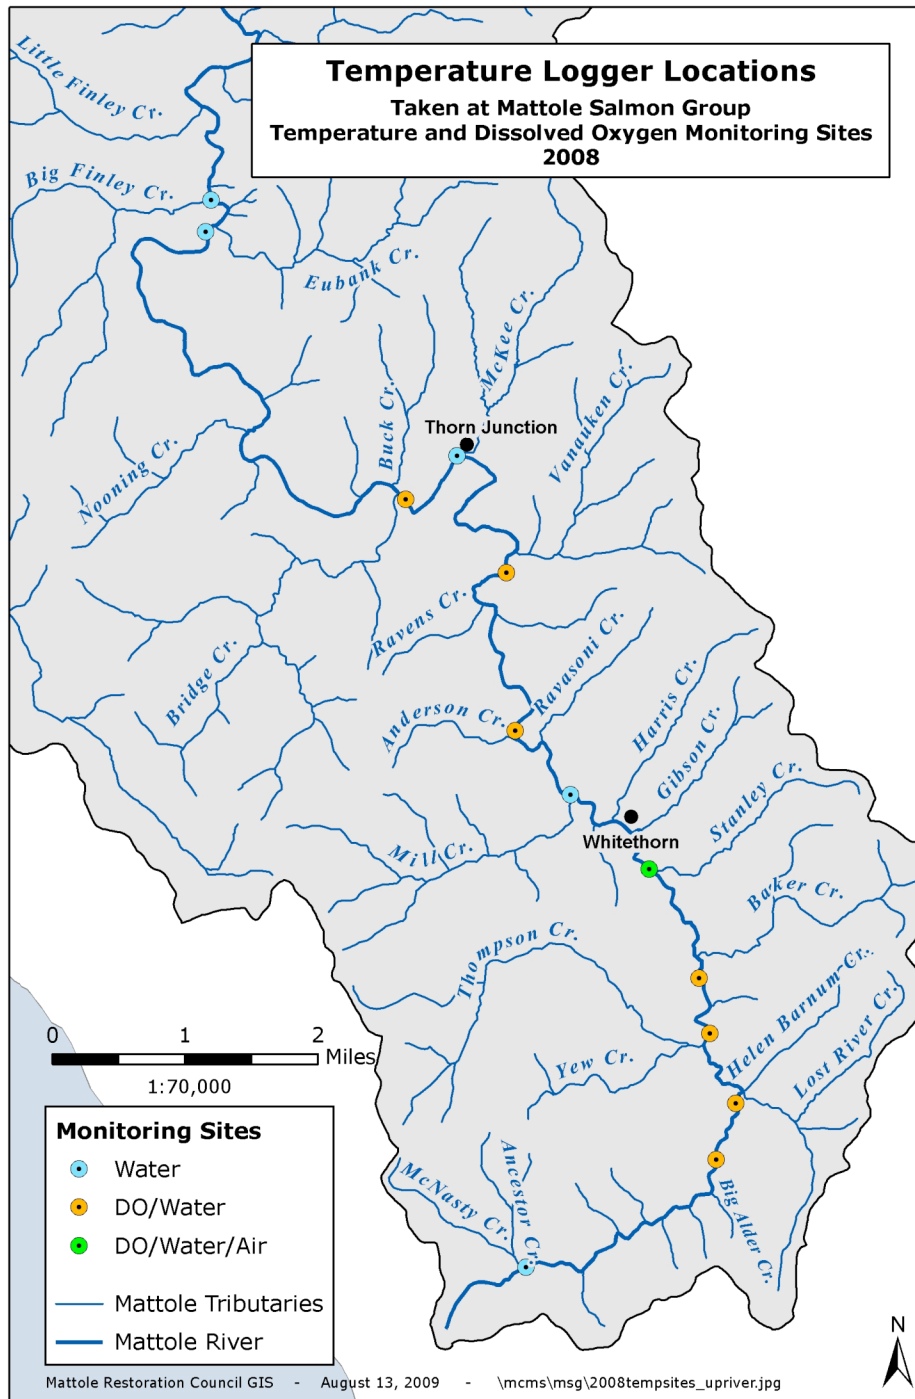 Temperature Logger Locations
Taken at Mattole Salmon Group
Temperature and Dissolved Oxygen Monitoring Sites
2008
Little Finley Cr.
Big Finley Cr.
Eubank Cr.
McKee Cr.
Buck Cr.
Thorn Junction
Vanauken Cr.
Nooning Cr.
Ravens Cr.
Ravasoni Cr.
Bridge Cr.
Anderson Cr.
Harris Cr.
Gibson Cr.
Stanley Cr.
Whitethorn
Mill Cr.
Baker Cr.
Thompson Cr.
Helen Barnum Cr.
Lost River Cr.
Yew Cr.
0 1 2
Miles
1:70,000
Ancestor Cr.
McNasty Cr.
Big Alder Cr.
Monitoring Sites
Water
DO/Water
DO/Water/Air
Mattole Tributaries
Mattole River
N
Mattole Restoration Council GIS - August 13, 2009 - \mcms\msg\2008tempsites_upriver.jpg